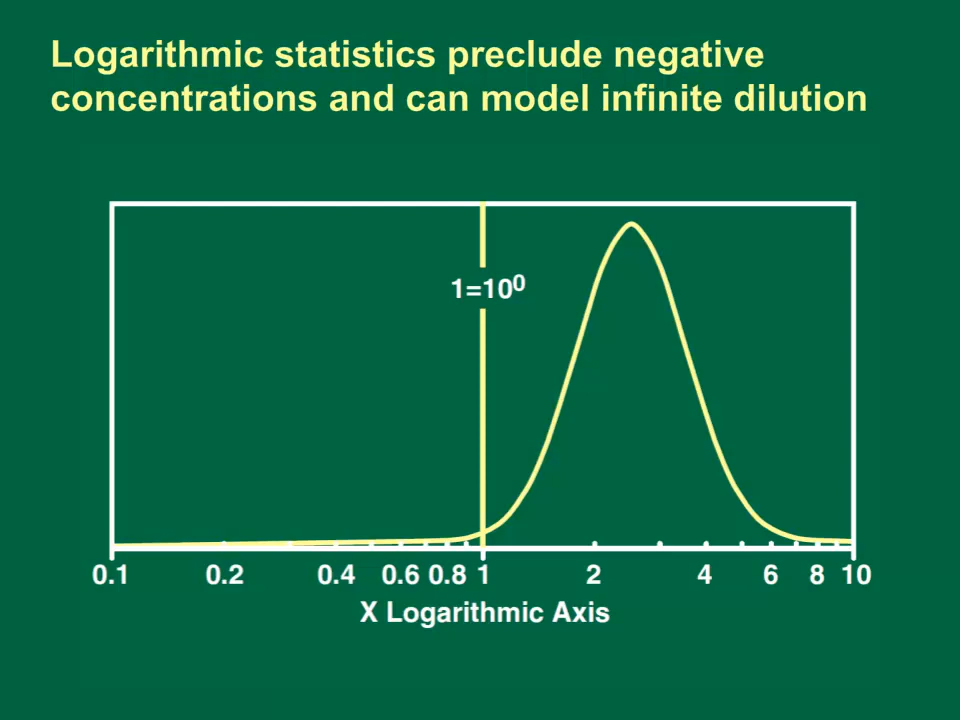 Logarithmic statistics preclude negative
concentrations and can model infinite dilution
1=10⁰
0.1 0.2 0.4 0.6 0.8 1 2 4 6 8 10
X Logarithmic Axis